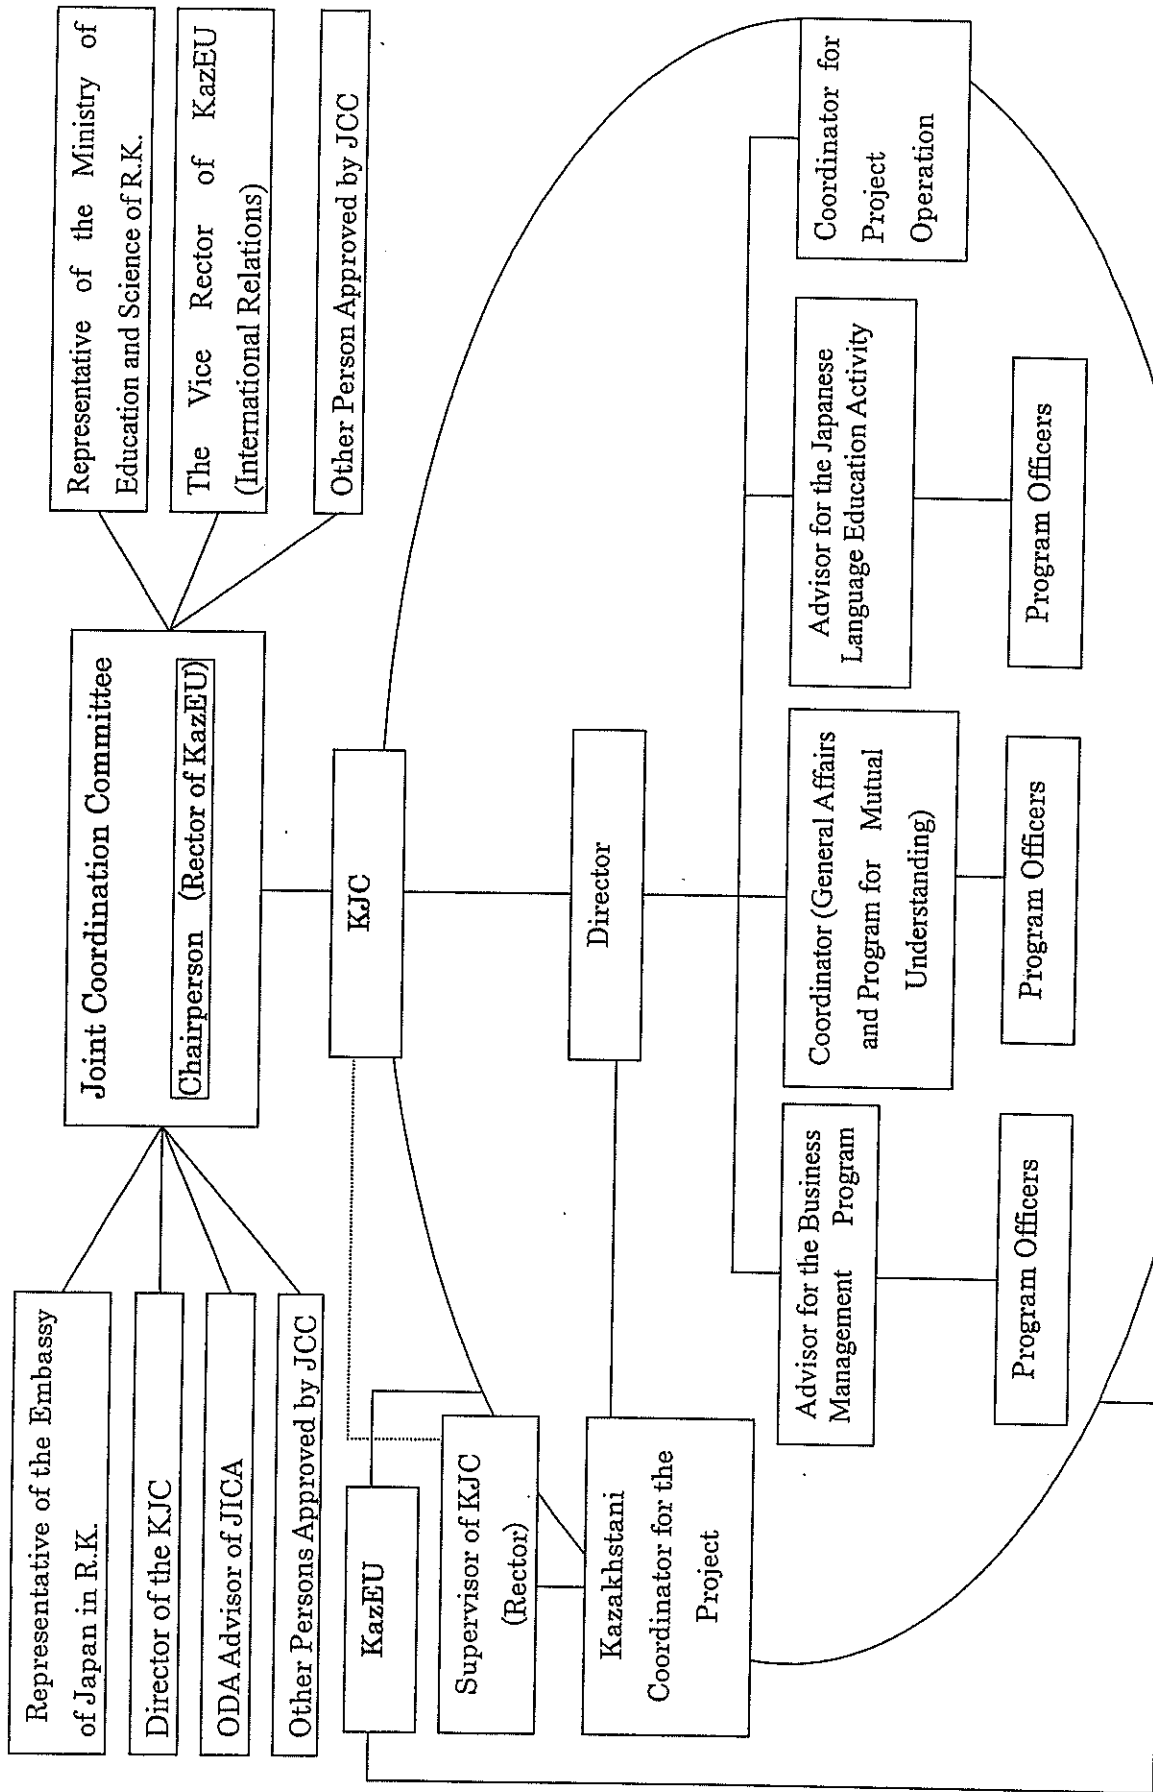 Representative of the Embassy
of Japan in R.K.
Director of the KJC
ODA Advisor of JICA
Other Persons Approved by JCC
Joint Coordination Committee
Chairperson (Rector of KazEU)
Representative of the Ministry of
Education and Science of R.K.
The Vice Rector of KazEU
(International Relations)
Other Person Approved by JCC
KazEU
KJC
Supervisor of KJC
(Rector)
Kazakhstani
Coordinator for the
Project
Director
Advisor for the Business
Management Program
Coordinator (General Affairs
and Program for Mutual
Understanding)
Advisor for the Japanese
Language Education Activity
Coordinator for
Project
Operation
Program Officers
Program Officers
Program Officers